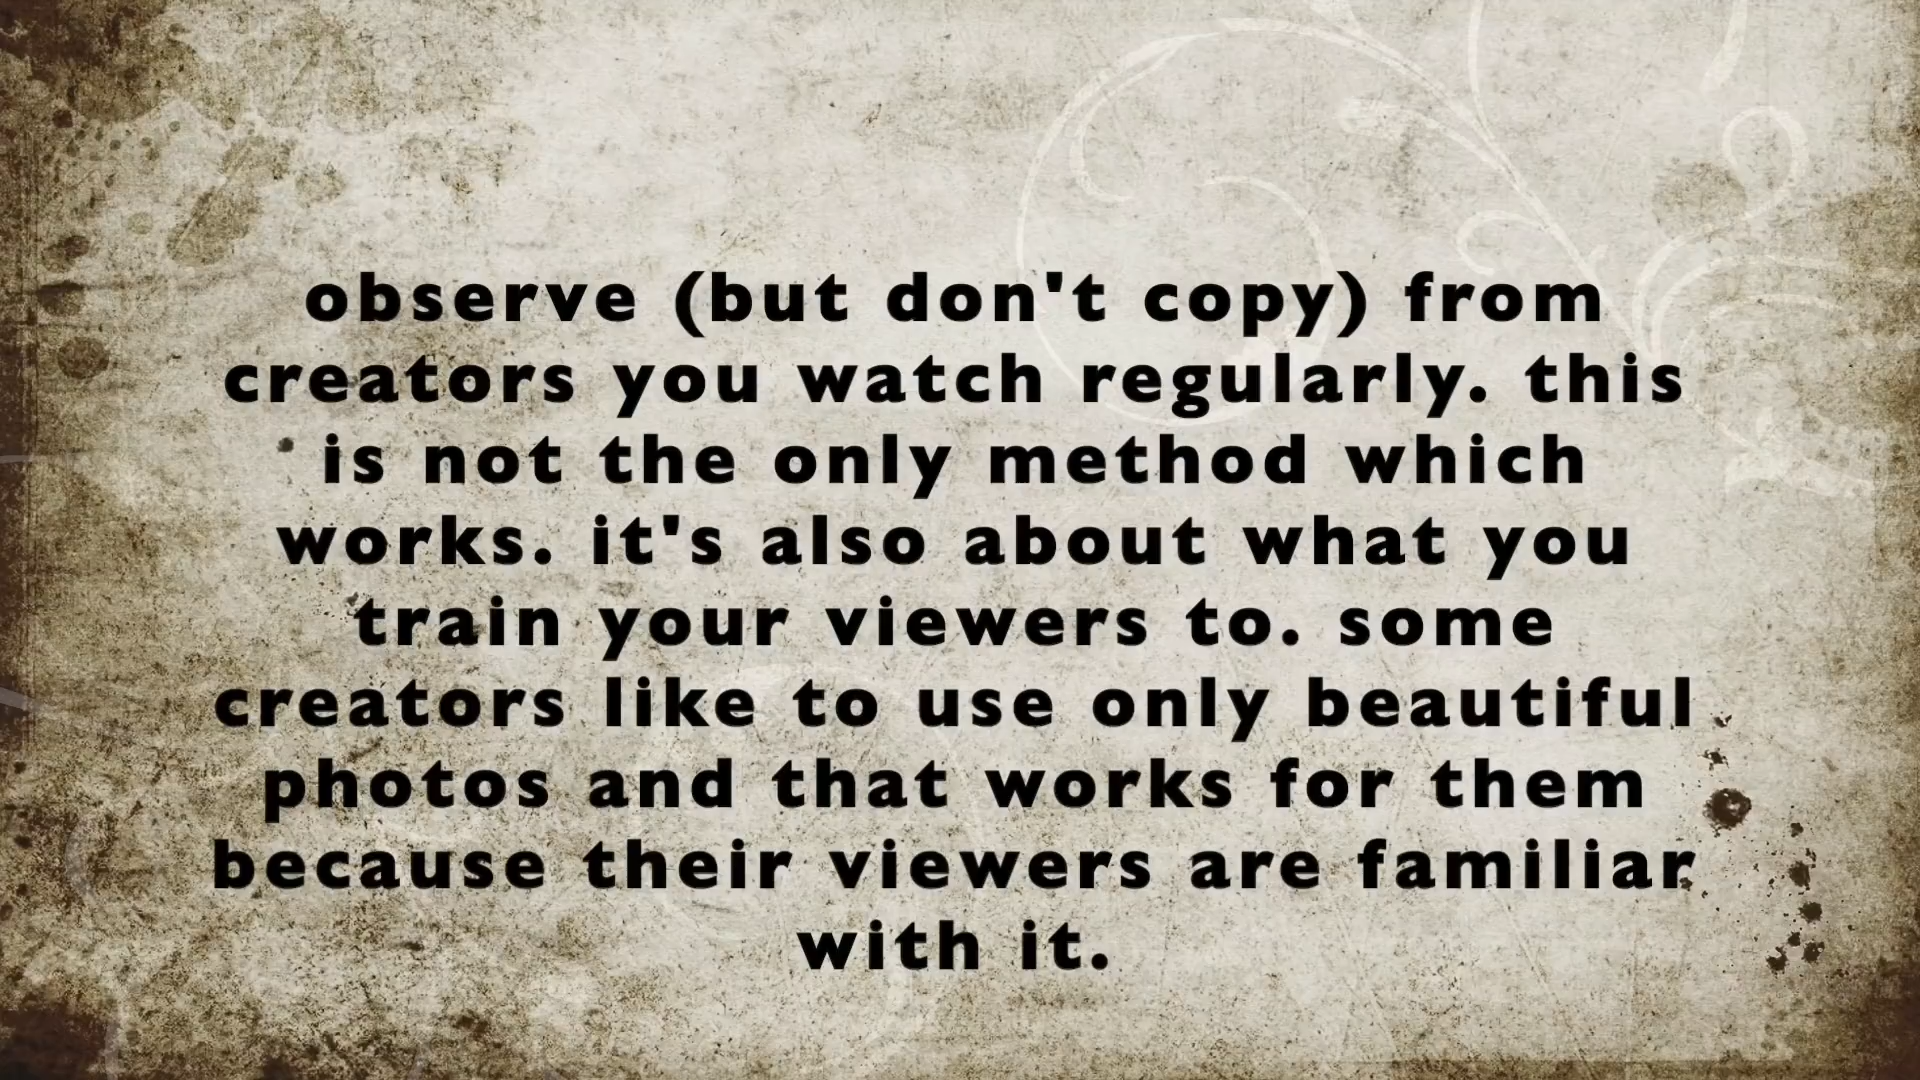 observe (but don't copy) from
creators you watch regularly. this
is not the only method which
works. it's also about what you
train your viewers to. some
creators like to use only beautiful
photos and that works for them
because their viewers are familiar
with it.